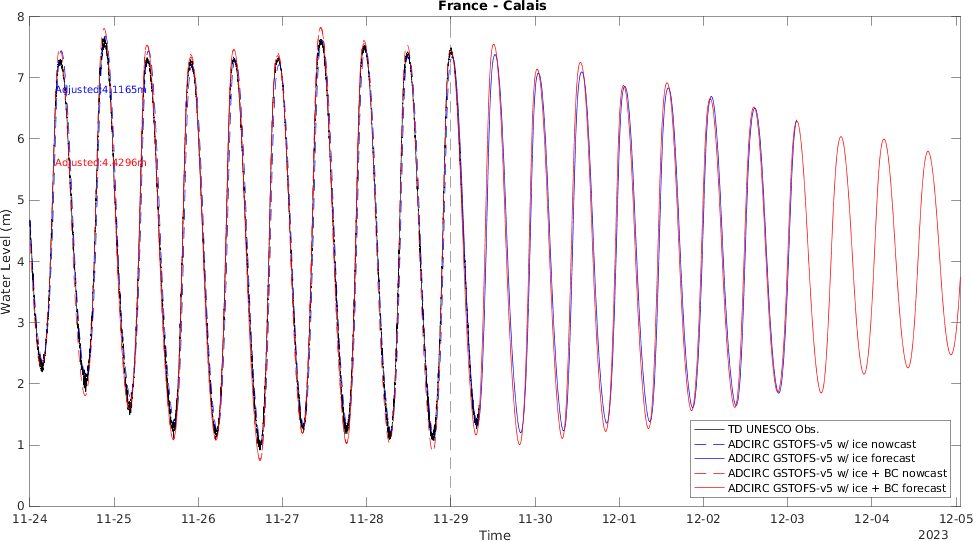 France - Calais
8
7
6
5
4
3
2
1
0
Water Level (m)
Adjusted:4.1165m
Adjusted:4.4296m
TD UNESCO Obs.
ADCIRC GSTOFS-v5 w/ ice nowcast
ADCIRC GSTOFS-v5 w/ ice forecast
ADCIRC GSTOFS-v5 w/ ice + BC nowcast
ADCIRC GSTOFS-v5 w/ ice + BC forecast
11-24 11-25 11-26 11-27 11-28 11-29 11-30 12-01 12-02 12-03 12-04 12-05
Time
2023